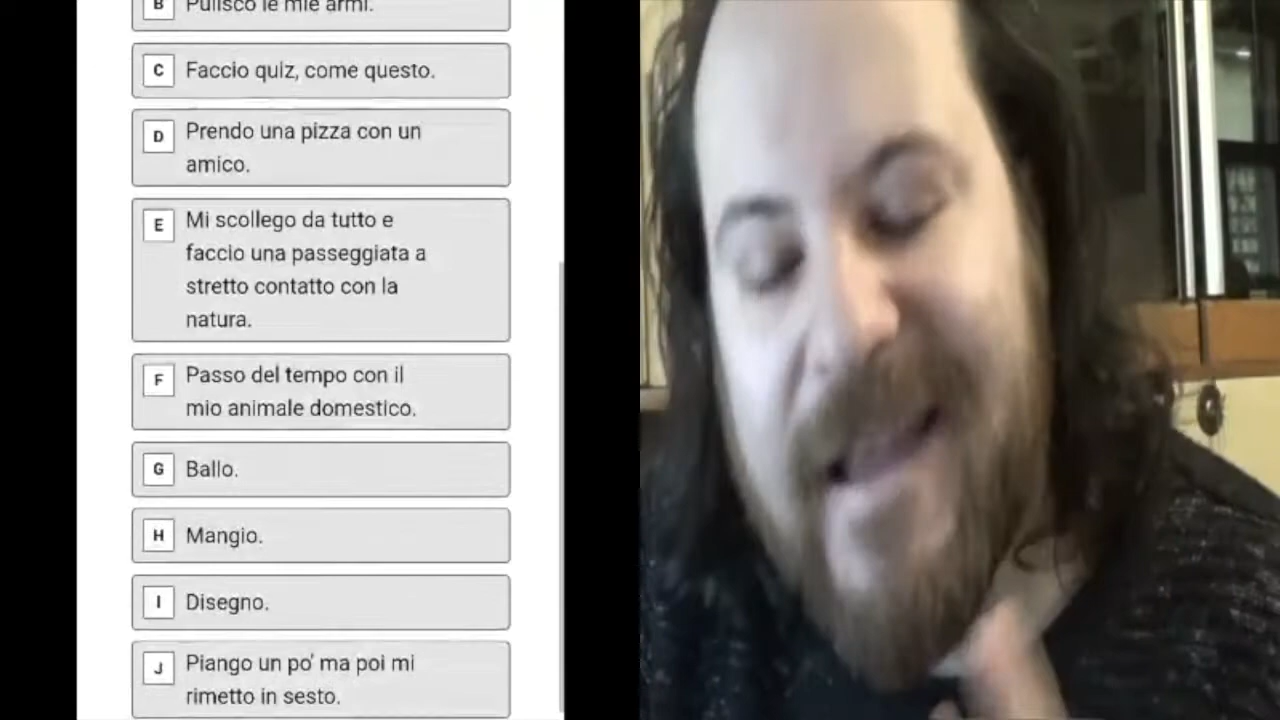 B Pulisco le mie armi.
C Faccio quiz, come questo.
D Prendo una pizza con un
amico.
E Mi scollego da tutto e
faccio una passeggiata a
stretto contatto con la
natura.
F Passo del tempo con il
mio animale domestico.
G Ballo.
H Mangio.
I Disegno.
J Piango un po' ma poi mi
rimetto in sesto.